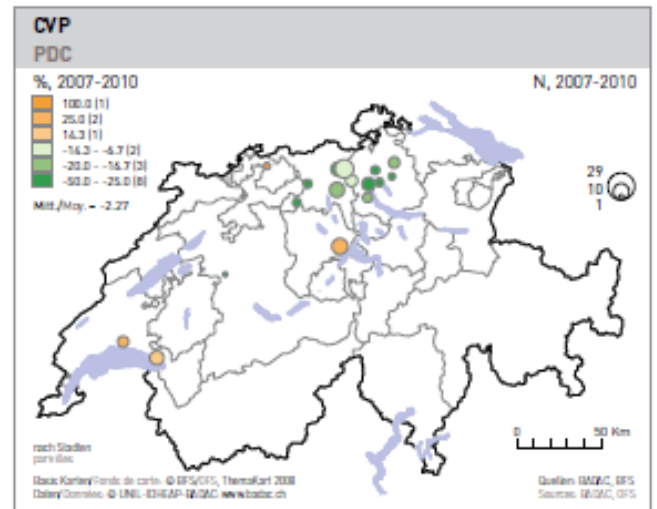 CVP
PDC
%, 2007-2010
N, 2007-2010
100.0 (1)
25.0 (2)
14.3 (1)
-14.3 - -6.7 (2)
-20.0 - -16.7 (3)
-50.0 - -25.0 (8)
Mitt./Moy. = -2.27
29
10
1
0 50 Km
nach Städten
par villes
Basis Karten/Fonds de carte: © BFS/OFS, ThemaKart 2008
Daten/Données: © UNIL-IDHEAP-BADAC: www.badac.ch
Quellen: BADAC, BFS
Sources: BADAC, OFS